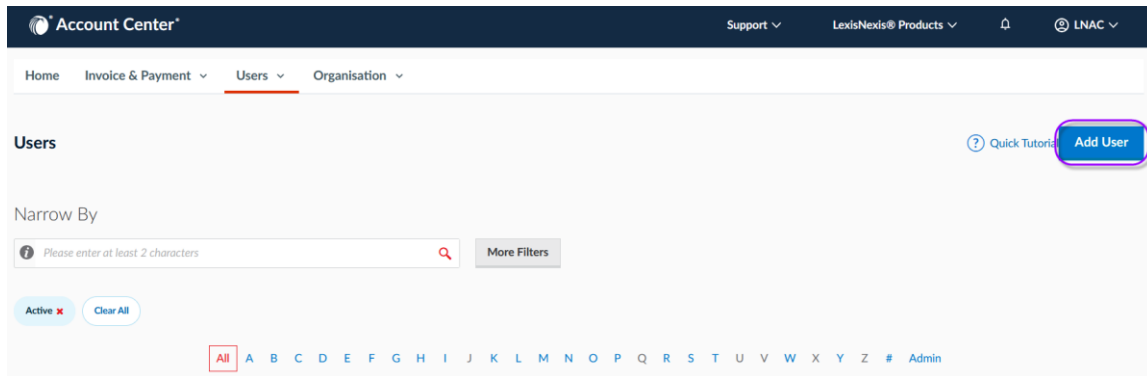 Account Center® Support LexisNexis® Products LNAC
Home Invoice & Payment Users Organisation
Users Quick Tutorial Add User
Narrow By
Please enter at least 2 characters More Filters
Active × Clear All
All A B C D E F G H I J K L M N O P Q R S T U V W X Y Z # Admin